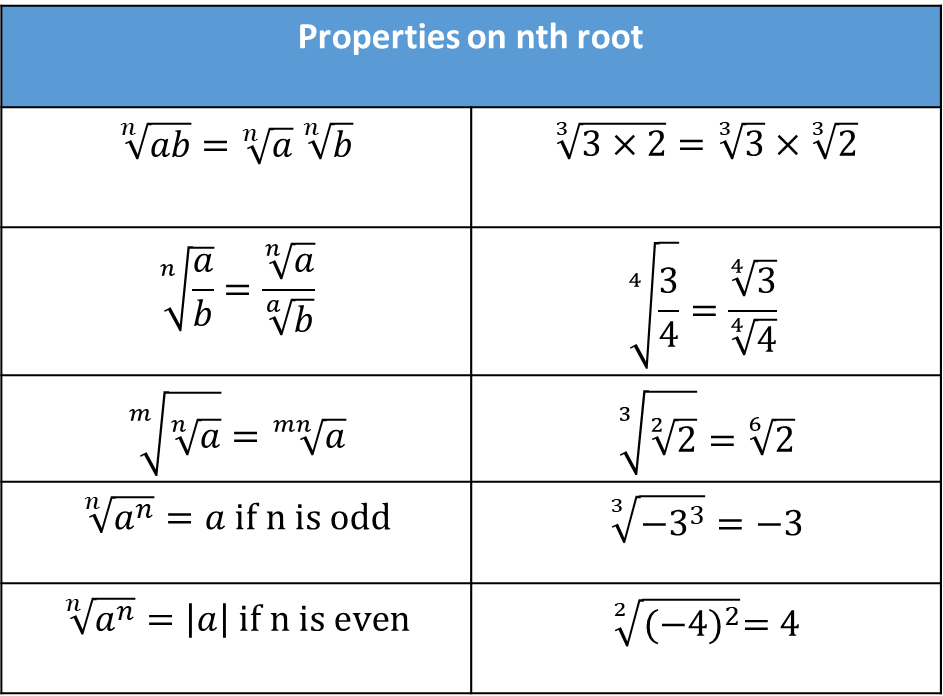 Properties on nth root
ⁿ√(ab) = ⁿ√a ⁿ√b
³√(3 × 2) = ³√3 × ³√2
ⁿ√(a/b) = ⁿ√a / ᵃ√b
⁴√(3/4) = ⁴√3 / ⁴√4
ᵐ√(ⁿ√a) = ᵐⁿ√a
³√(²√2) = ⁶√2
ⁿ√(aⁿ) = a if n is odd
³√(−3³) = −3
ⁿ√(aⁿ) = |a| if n is even
²√((−4)²) = 4